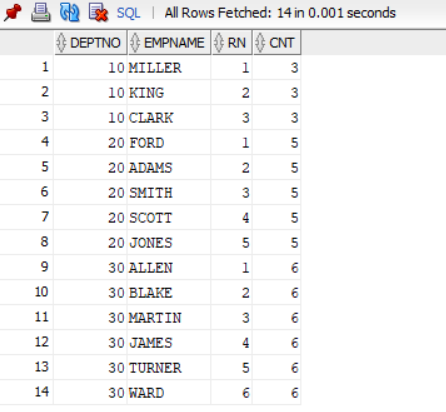 SQL | All Rows Fetched: 14 in 0.001 seconds
DEPTNO EMPNAME RN CNT
1 10 MILLER 1 3
2 10 KING 2 3
3 10 CLARK 3 3
4 20 FORD 1 5
5 20 ADAMS 2 5
6 20 SMITH 3 5
7 20 SCOTT 4 5
8 20 JONES 5 5
9 30 ALLEN 1 6
10 30 BLAKE 2 6
11 30 MARTIN 3 6
12 30 JAMES 4 6
13 30 TURNER 5 6
14 30 WARD 6 6